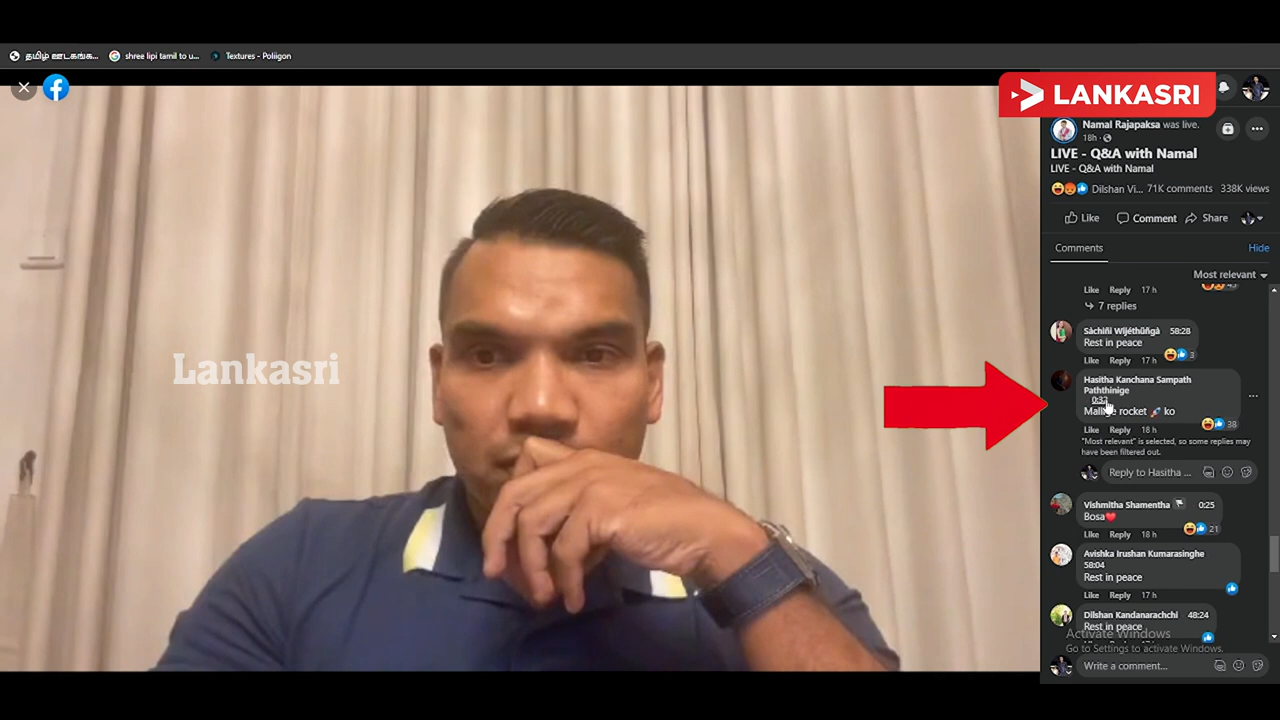 தமிழ் ஊடகங்க...
shree lipi tamil to u...
Textures - Poliigon
LANKASRI
Namal Rajapaksa was live.
18h
LIVE - Q&A with Namal
LIVE - Q&A with Namal
Dilshan Vi... 71K comments 338K views
Like Comment Share
Comments Hide
Most relevant
Like Reply 17 h
7 replies
Sàchiñi Wijéthûñgà 58:28
Rest in peace
3
Like Reply 17 h
Lankasri
Hasitha Kanchana Sampath
Paththinige
0:32
rocket 🚀 ko
38
Like Reply 18 h
"Most relevant" is selected, so some replies may
have been filtered out.
Reply to Hasitha ...
Vishmitha Shamentha 0:25
Bosa❤️
21
Like Reply 18 h
Avishka Irushan Kumarasinghe
58:04
Rest in peace
Like Reply 17 h
Dilshan Kandanarachchi 48:24
Rest in peace
Activate Windows
Go to Settings to activate Windows.
Write a comment...